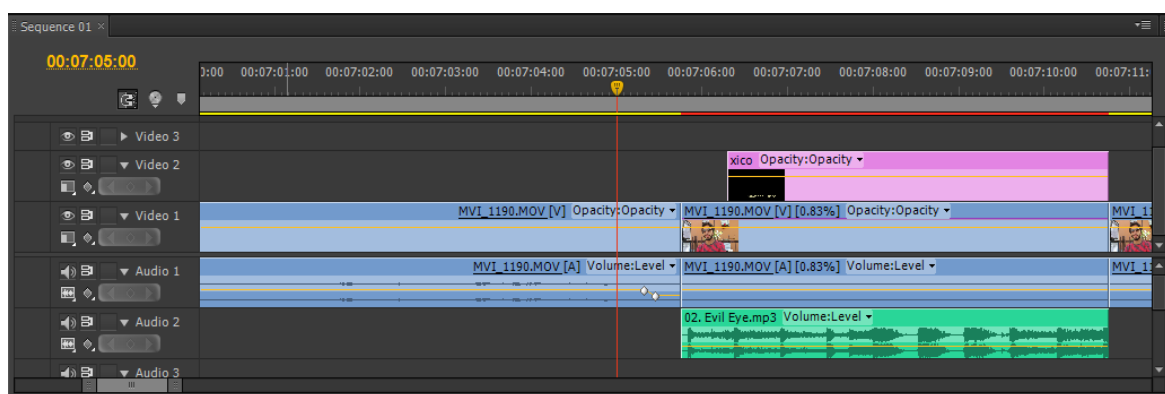 Sequence 01
00:07:05:00
0:00 00:07:01:00 00:07:02:00 00:07:03:00 00:07:04:00 00:07:05:00 00:07:06:00 00:07:07:00 00:07:08:00 00:07:09:00 00:07:10:00 00:07:11:
Video 3
Video 2
xico Opacity:Opacity
Video 1
MVI_1190.MOV [V] Opacity:Opacity MVI_1190.MOV [V] [0.83%] Opacity:Opacity MVI_11
Audio 1
MVI_1190.MOV [A] Volume:Level MVI_1190.MOV [A] [0.83%] Volume:Level MVI_11
Audio 2
02. Evil Eye.mp3 Volume:Level
Audio 3